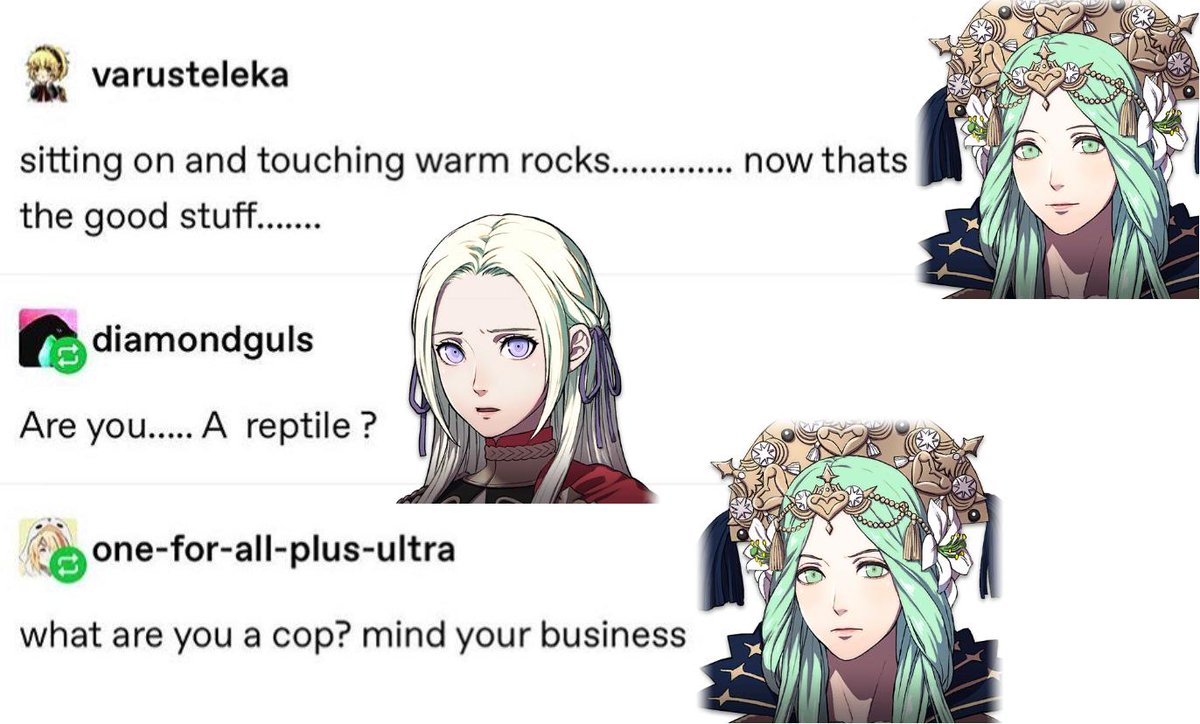 varusteleka
sitting on and touching warm rocks............. now thats
the good stuff.......
diamondguls
Are you..... A reptile ?
one-for-all-plus-ultra
what are you a cop? mind your business